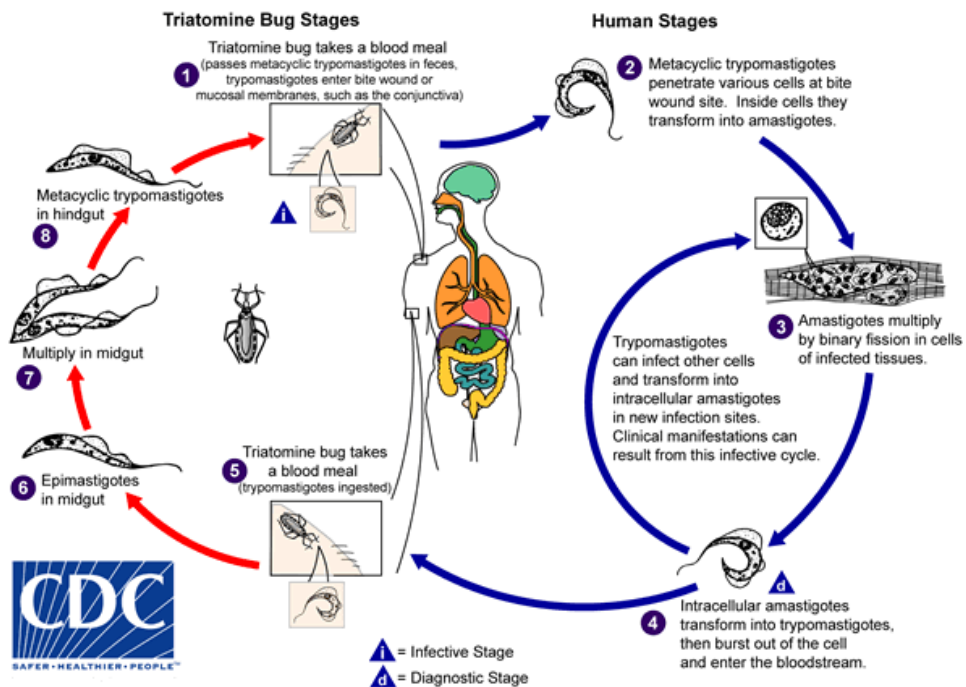 Triatomine Bug Stages
Human Stages
1
Triatomine bug takes a blood meal
(passes metacyclic trypomastigotes in feces,
trypomastigotes enter bite wound or
mucosal membranes, such as the conjunctiva)
2
Metacyclic trypomastigotes
penetrate various cells at bite
wound site. Inside cells they
transform into amastigotes.
i
Metacyclic trypomastigotes
in hindgut
8
3
Amastigotes multiply
by binary fission in cells
of infected tissues.
Trypomastigotes
can infect other cells
and transform into
intracellular amastigotes
in new infection sites.
Clinical manifestations can
result from this infective cycle.
Multiply in midgut
7
5
Triatomine bug takes
a blood meal
(trypomastigotes ingested)
6
Epimastigotes
in midgut
d
4
Intracellular amastigotes
transform into trypomastigotes,
then burst out of the cell
and enter the bloodstream.
CDC
SAFER·HEALTHIER·PEOPLE™
i = Infective Stage
d = Diagnostic Stage